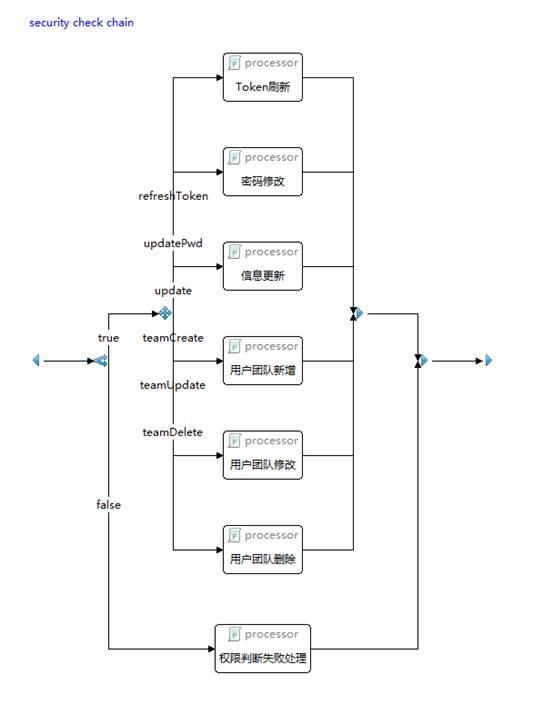 security check chain
processor
Token刷新
processor
密码修改
refreshToken
updatePwd
processor
信息更新
update
true
teamCreate
processor
用户团队新增
teamUpdate
teamDelete
processor
用户团队修改
false
processor
用户团队删除
processor
权限判断失败处理